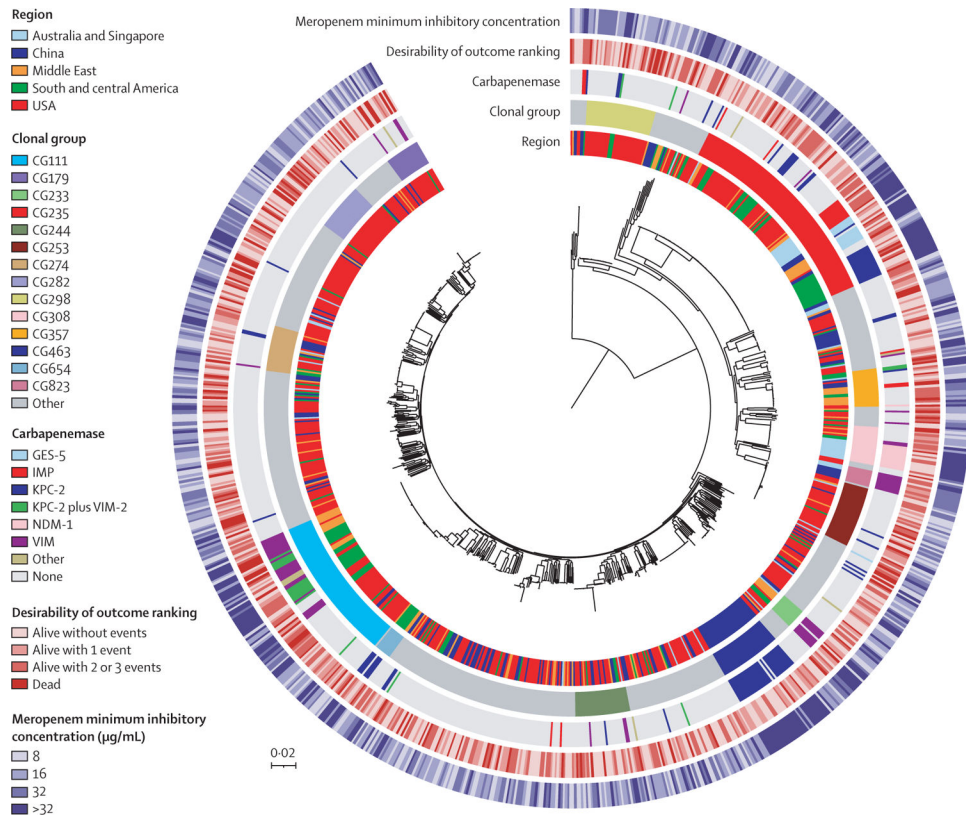 Region
Australia and Singapore
China
Middle East
South and central America
USA
Clonal group
CG111
CG179
CG233
CG235
CG244
CG253
CG274
CG282
CG298
CG308
CG357
CG463
CG654
CG823
Other
Carbapenemase
GES-5
IMP
KPC-2
KPC-2 plus VIM-2
NDM-1
VIM
Other
None
Desirability of outcome ranking
Alive without events
Alive with 1 event
Alive with 2 or 3 events
Dead
Meropenem minimum inhibitory
concentration (µg/mL)
8
16
32
>32
Meropenem minimum inhibitory concentration
Desirability of outcome ranking
Carbapenemase
Clonal group
Region
0·02